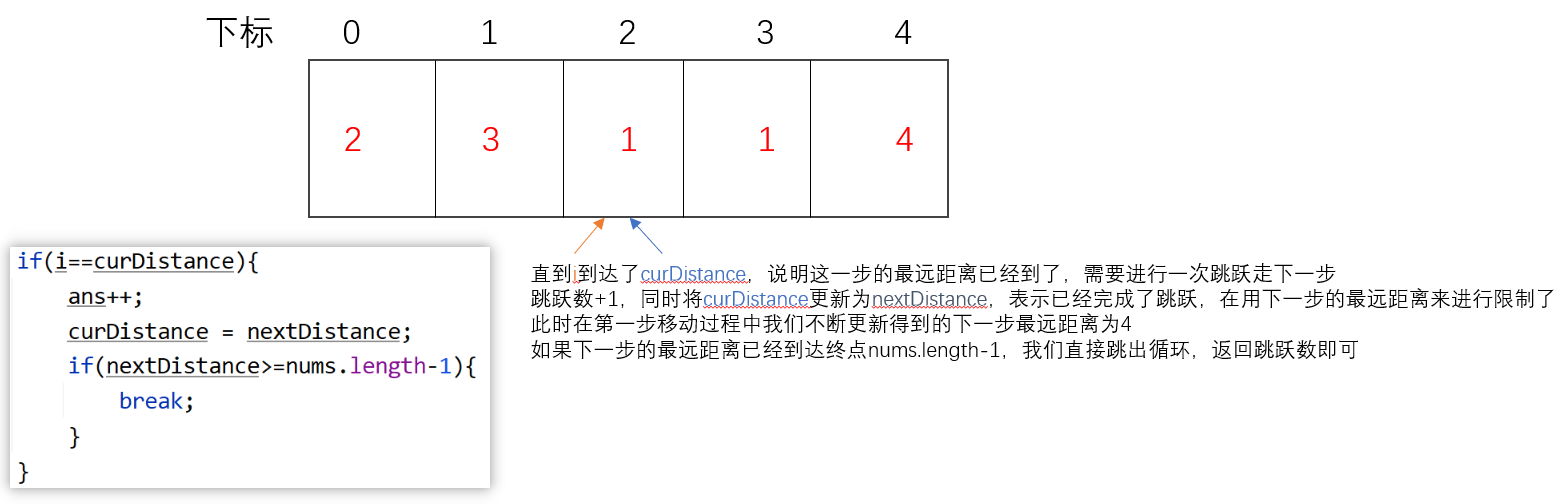 下标 0 1 2 3 4
2 3 1 1 4
if(i==curDistance){
ans++;
curDistance = nextDistance;
if(nextDistance>=nums.length-1){
break;
}
}
直到i到达了curDistance，说明这一步的最远距离已经到了，需要进行一次跳跃走下一步
跳跃数+1，同时将curDistance更新为nextDistance，表示已经完成了跳跃，在用下一步的最远距离来进行限制了
此时在第一步移动过程中我们不断更新得到的下一步最远距离为4
如果下一步的最远距离已经到达终点nums.length-1，我们直接跳出循环，返回跳跃数即可